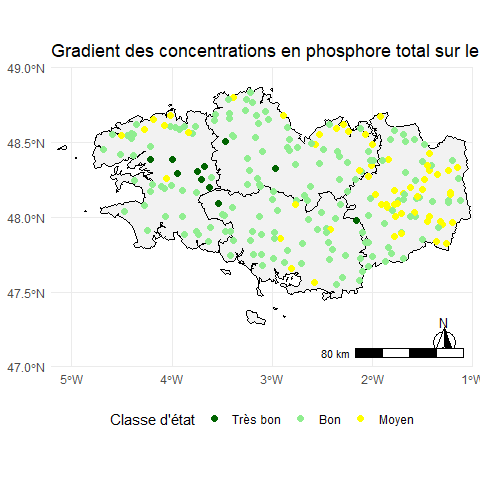 Gradient des concentrations en phosphore total sur le
49.0°N
48.5°N
48.0°N
47.5°N
47.0°N
N
80 km
5°W
4°W
3°W
2°W
1°W
Classe d'état
Très bon
Bon
Moyen